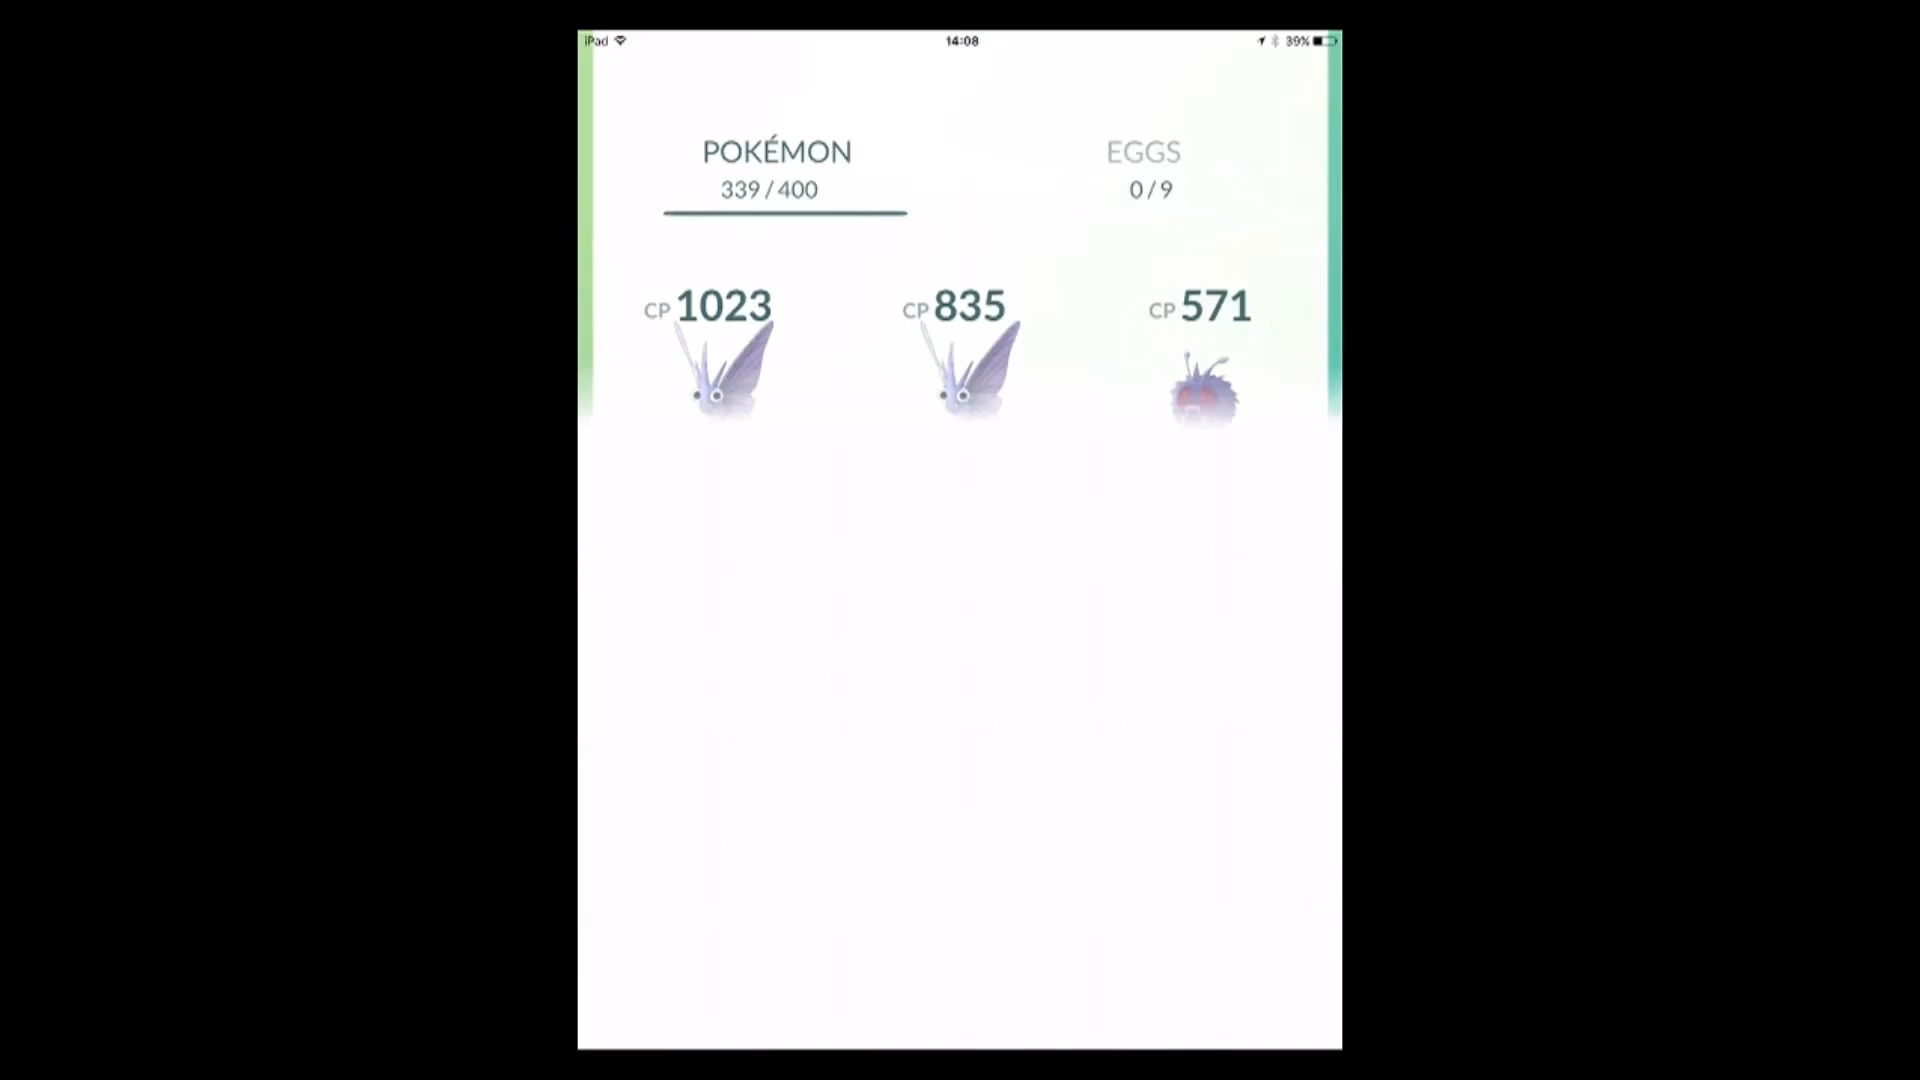 iPad 14:08 39%
POKÉMON EGGS
339 / 400 0 / 9
CP 1023 CP 835 CP 571